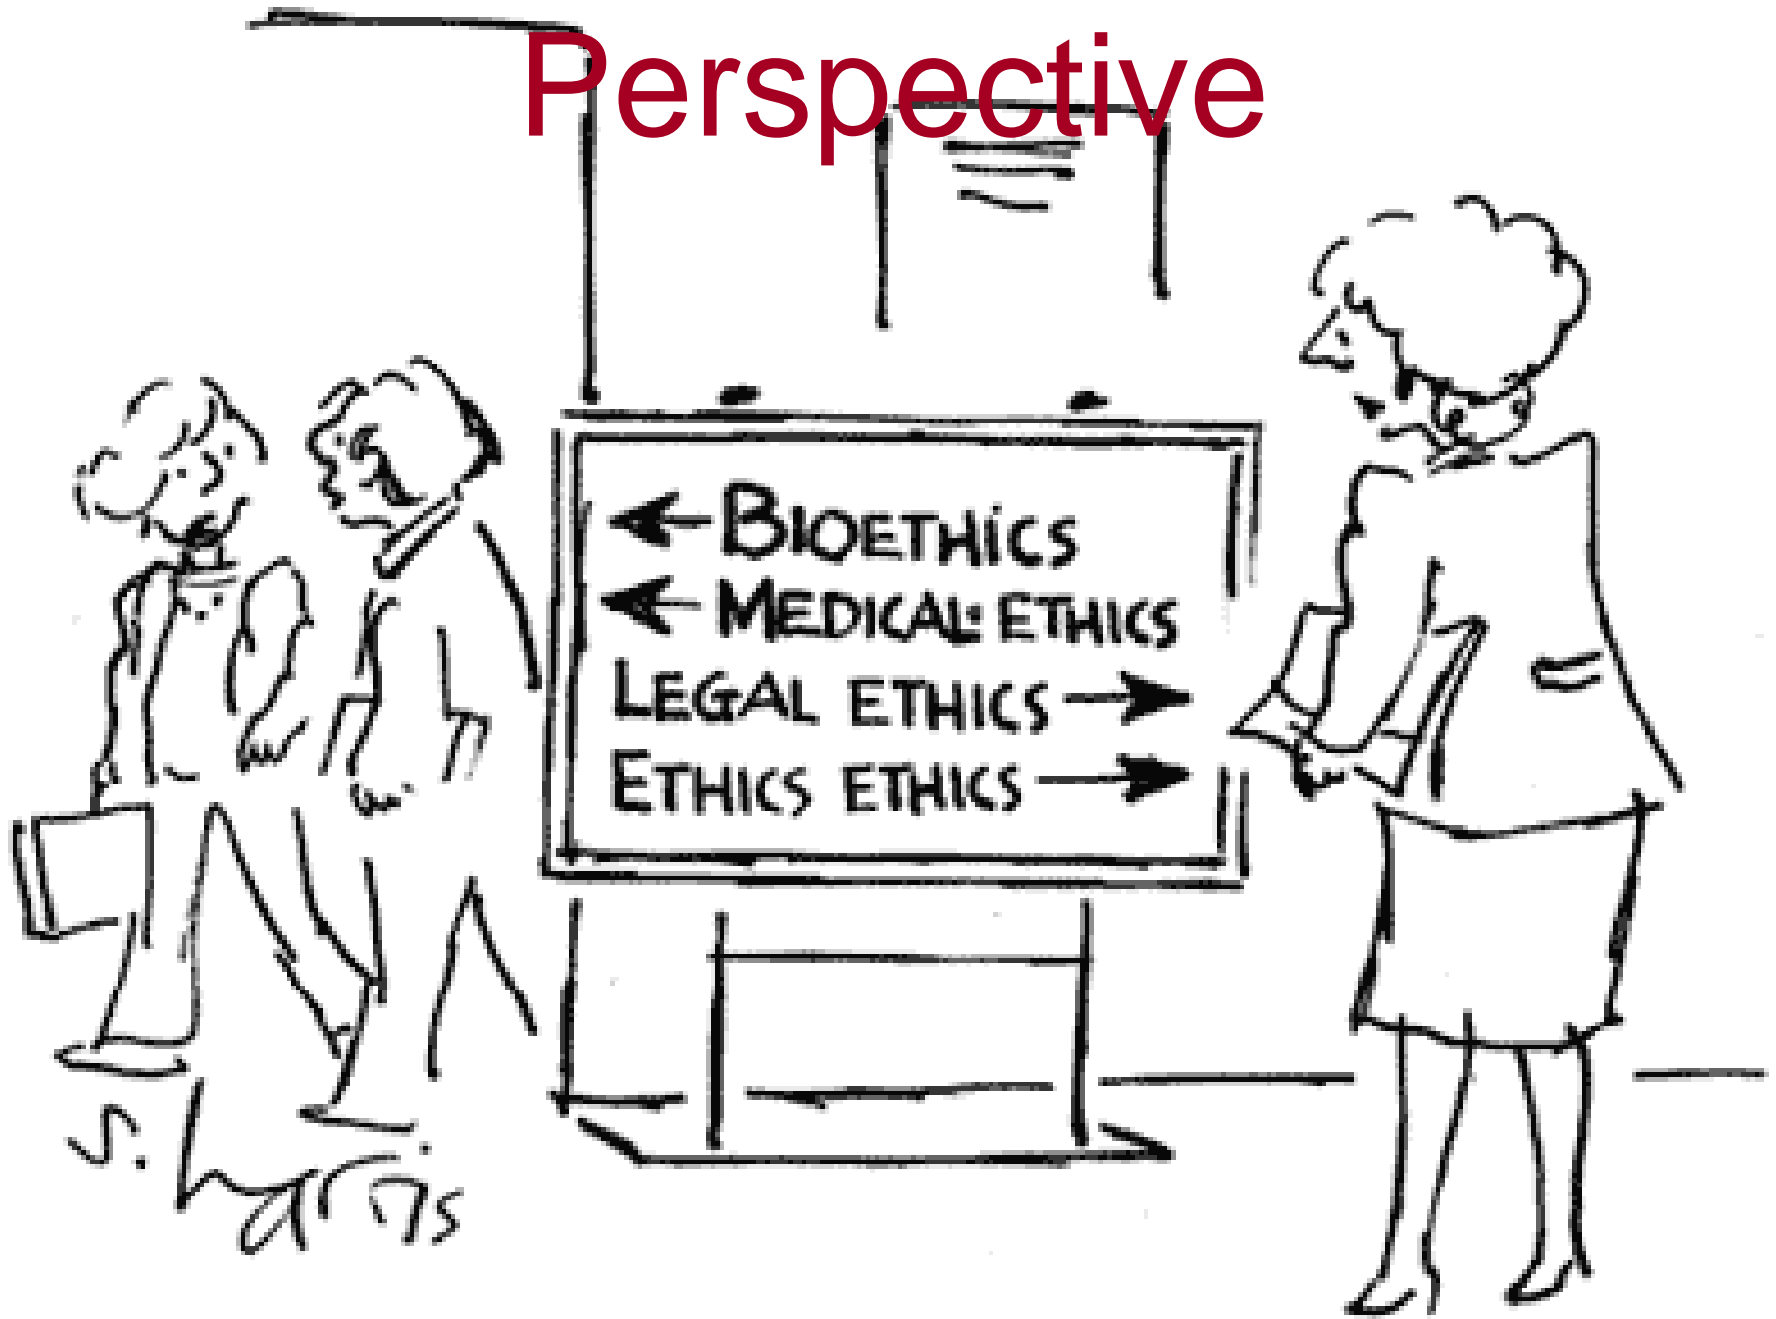 Perspective
← BIOETHICS
← MEDICAL ETHICS
LEGAL ETHICS →
ETHICS ETHICS →
S. Harris